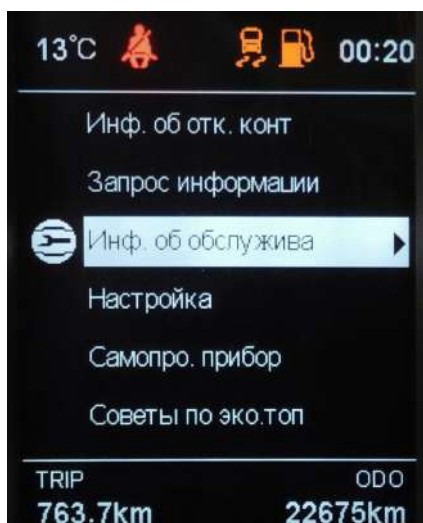 13°C 00:20
Инф. об отк. конт
Запрос информации
Инф. об обслужива
Настройка
Самопро. прибор
Советы по эко.топ
TRIP ODO
763.7km 22675km